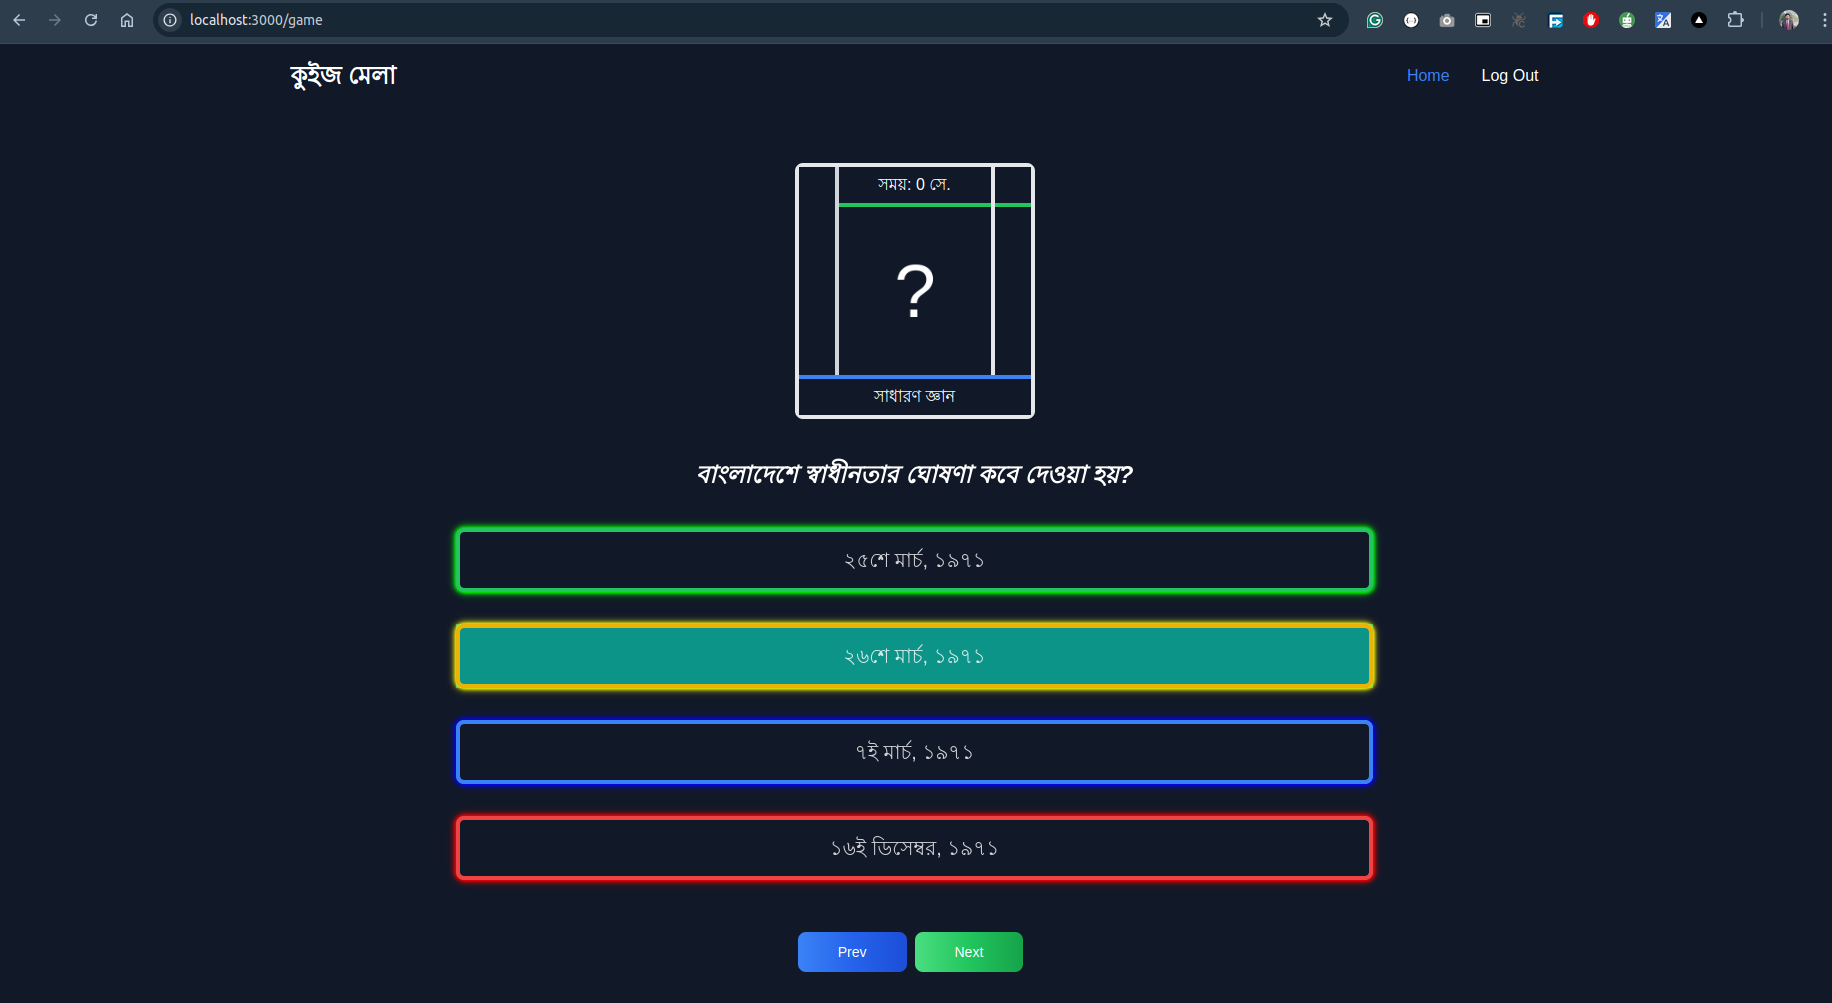 localhost:3000/game
কুইজ মেলা
Home Log Out
সময়: 0 সে.
?
সাধারণ জ্ঞান
বাংলাদেশে স্বাধীনতার ঘোষণা কবে দেওয়া হয়?
২৫শে মার্চ, ১৯৭১
২৬শে মার্চ, ১৯৭১
৭ই মার্চ, ১৯৭১
১৬ই ডিসেম্বর, ১৯৭১
Prev Next